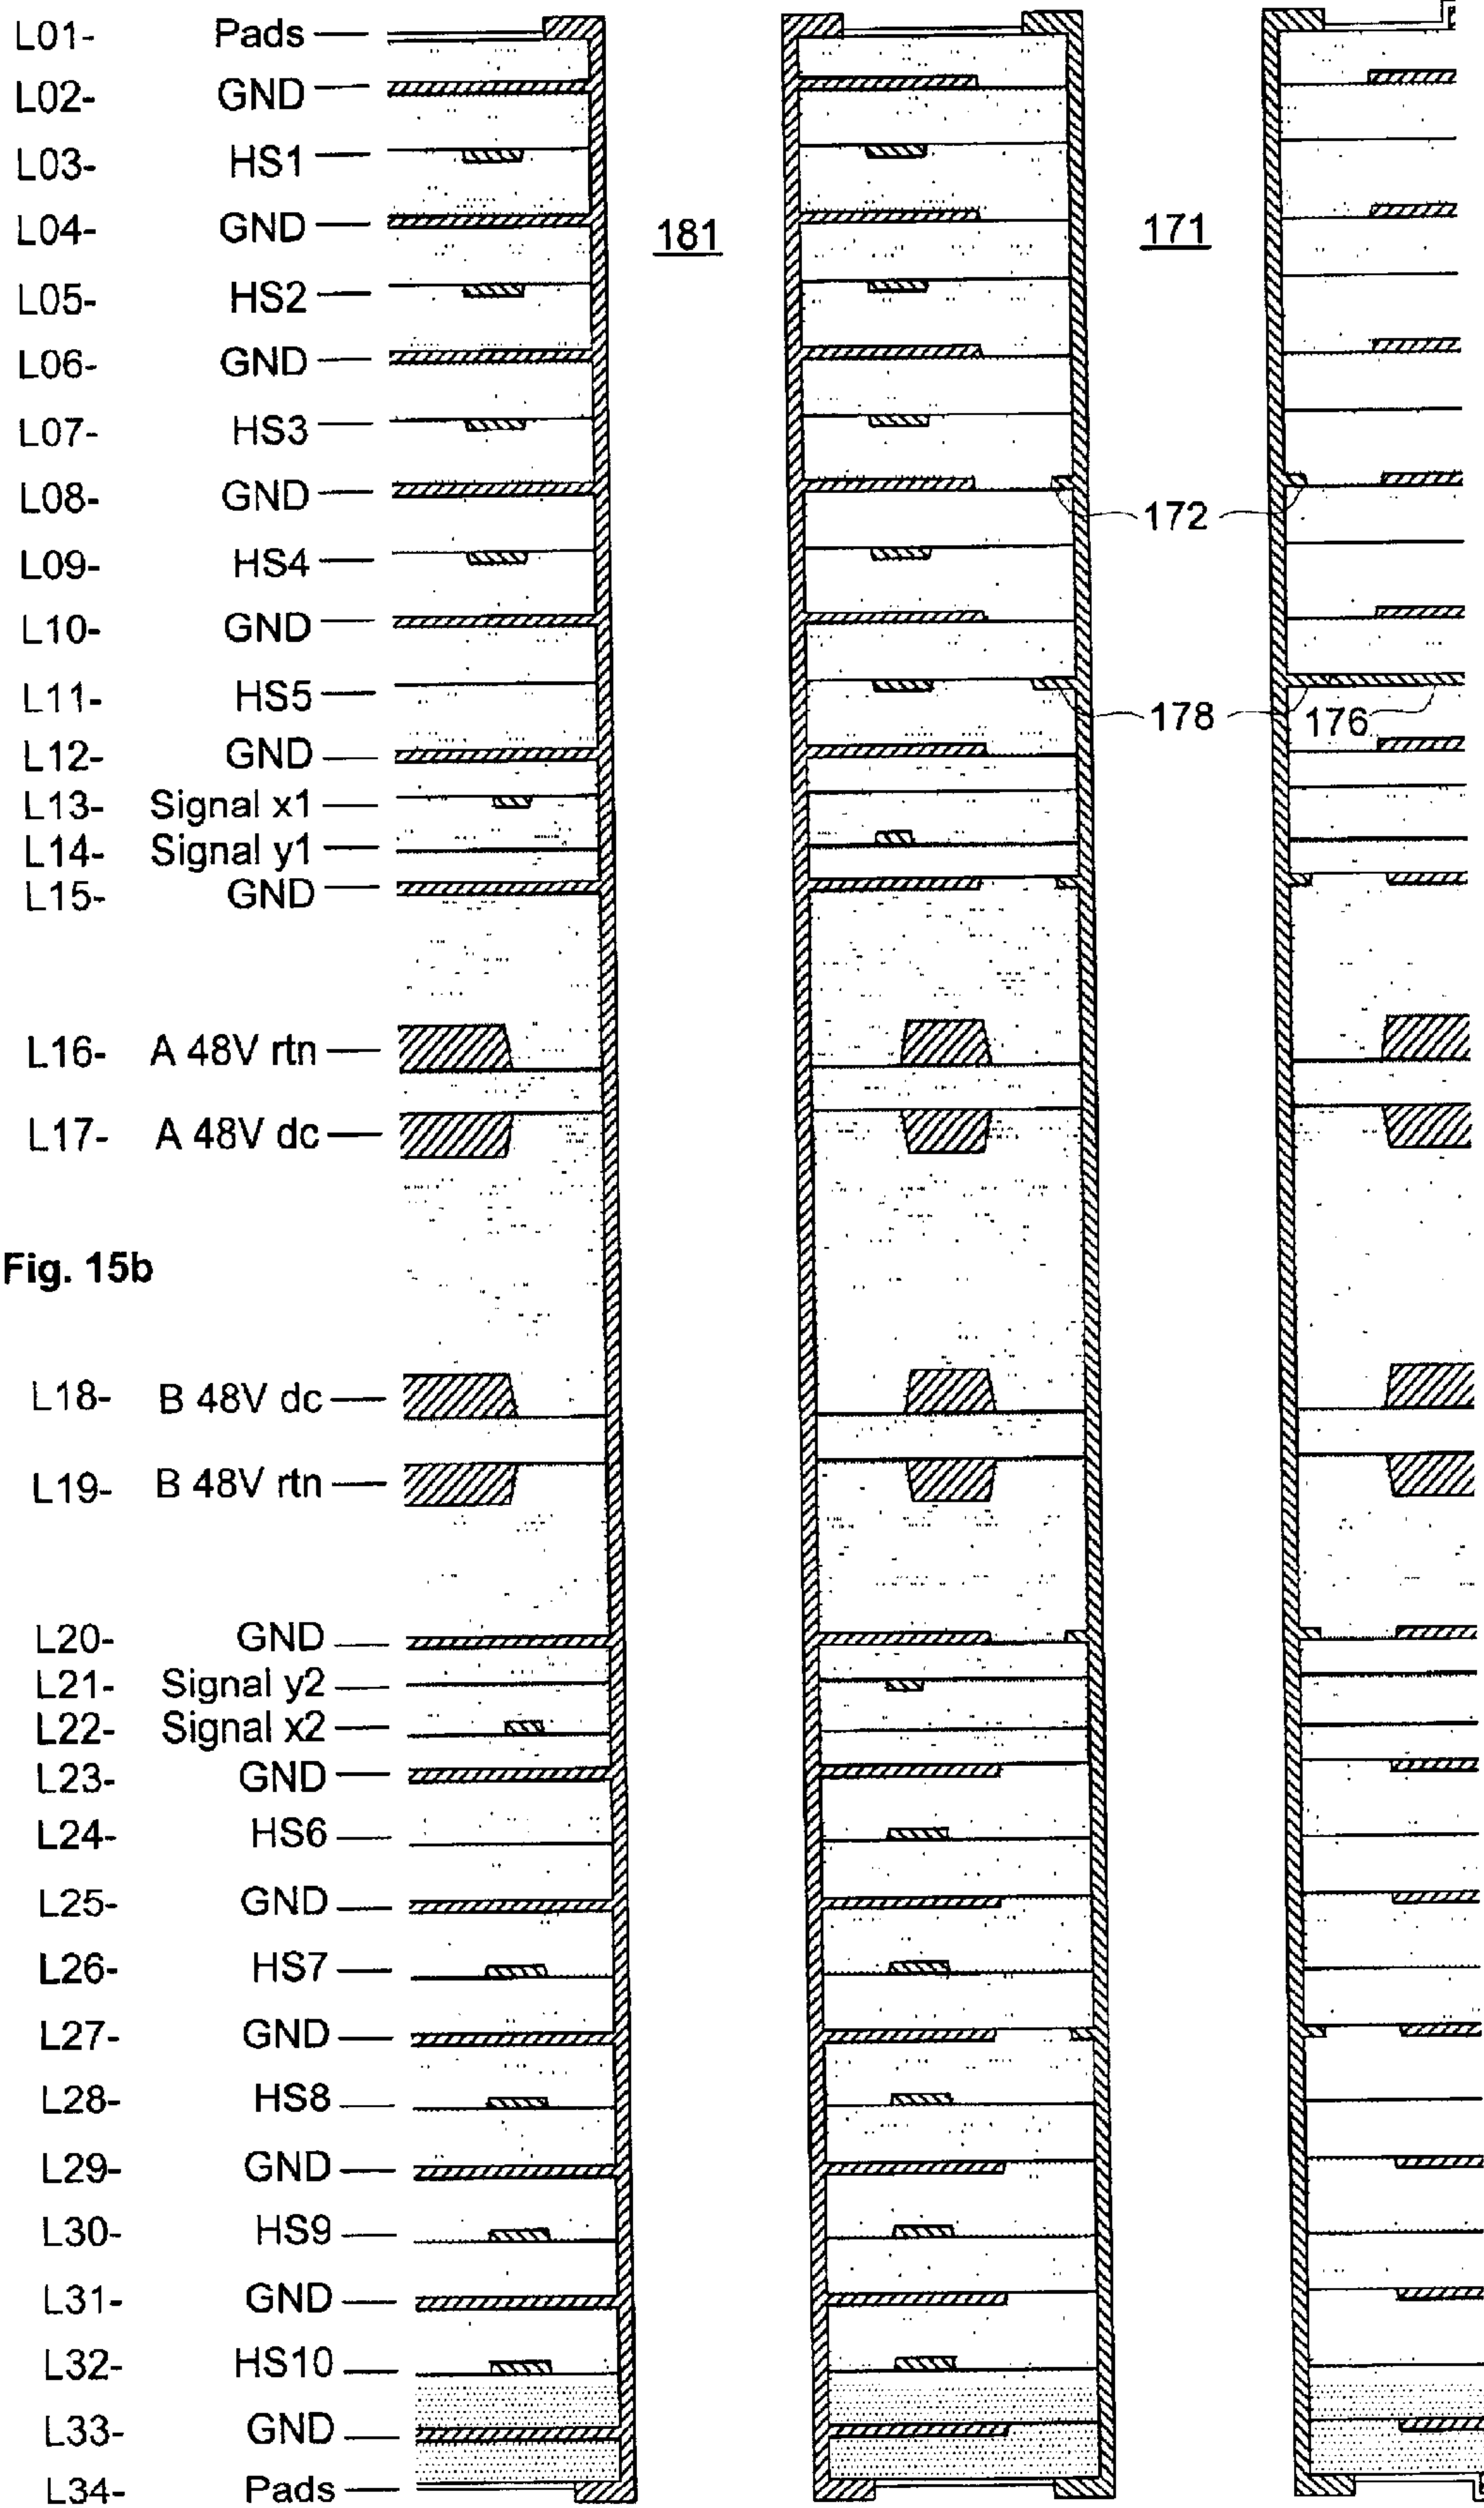 L01- Pads
L02- GND
L03- HS1
L04- GND
181
171
L05- HS2
L06- GND
L07- HS3
L08- GND
172
L09- HS4
L10- GND
L11- HS5
178
176
L12- GND
L13- Signal x1
L14- Signal y1
L15- GND
L16- A 48V rtn
L17- A 48V dc
Fig. 15b
L18- B 48V dc
L19- B 48V rtn
L20- GND
L21- Signal y2
L22- Signal x2
L23- GND
L24- HS6
L25- GND
L26- HS7
L27- GND
L28- HS8
L29- GND
L30- HS9
L31- GND
L32- HS10
L33- GND
L34- Pads